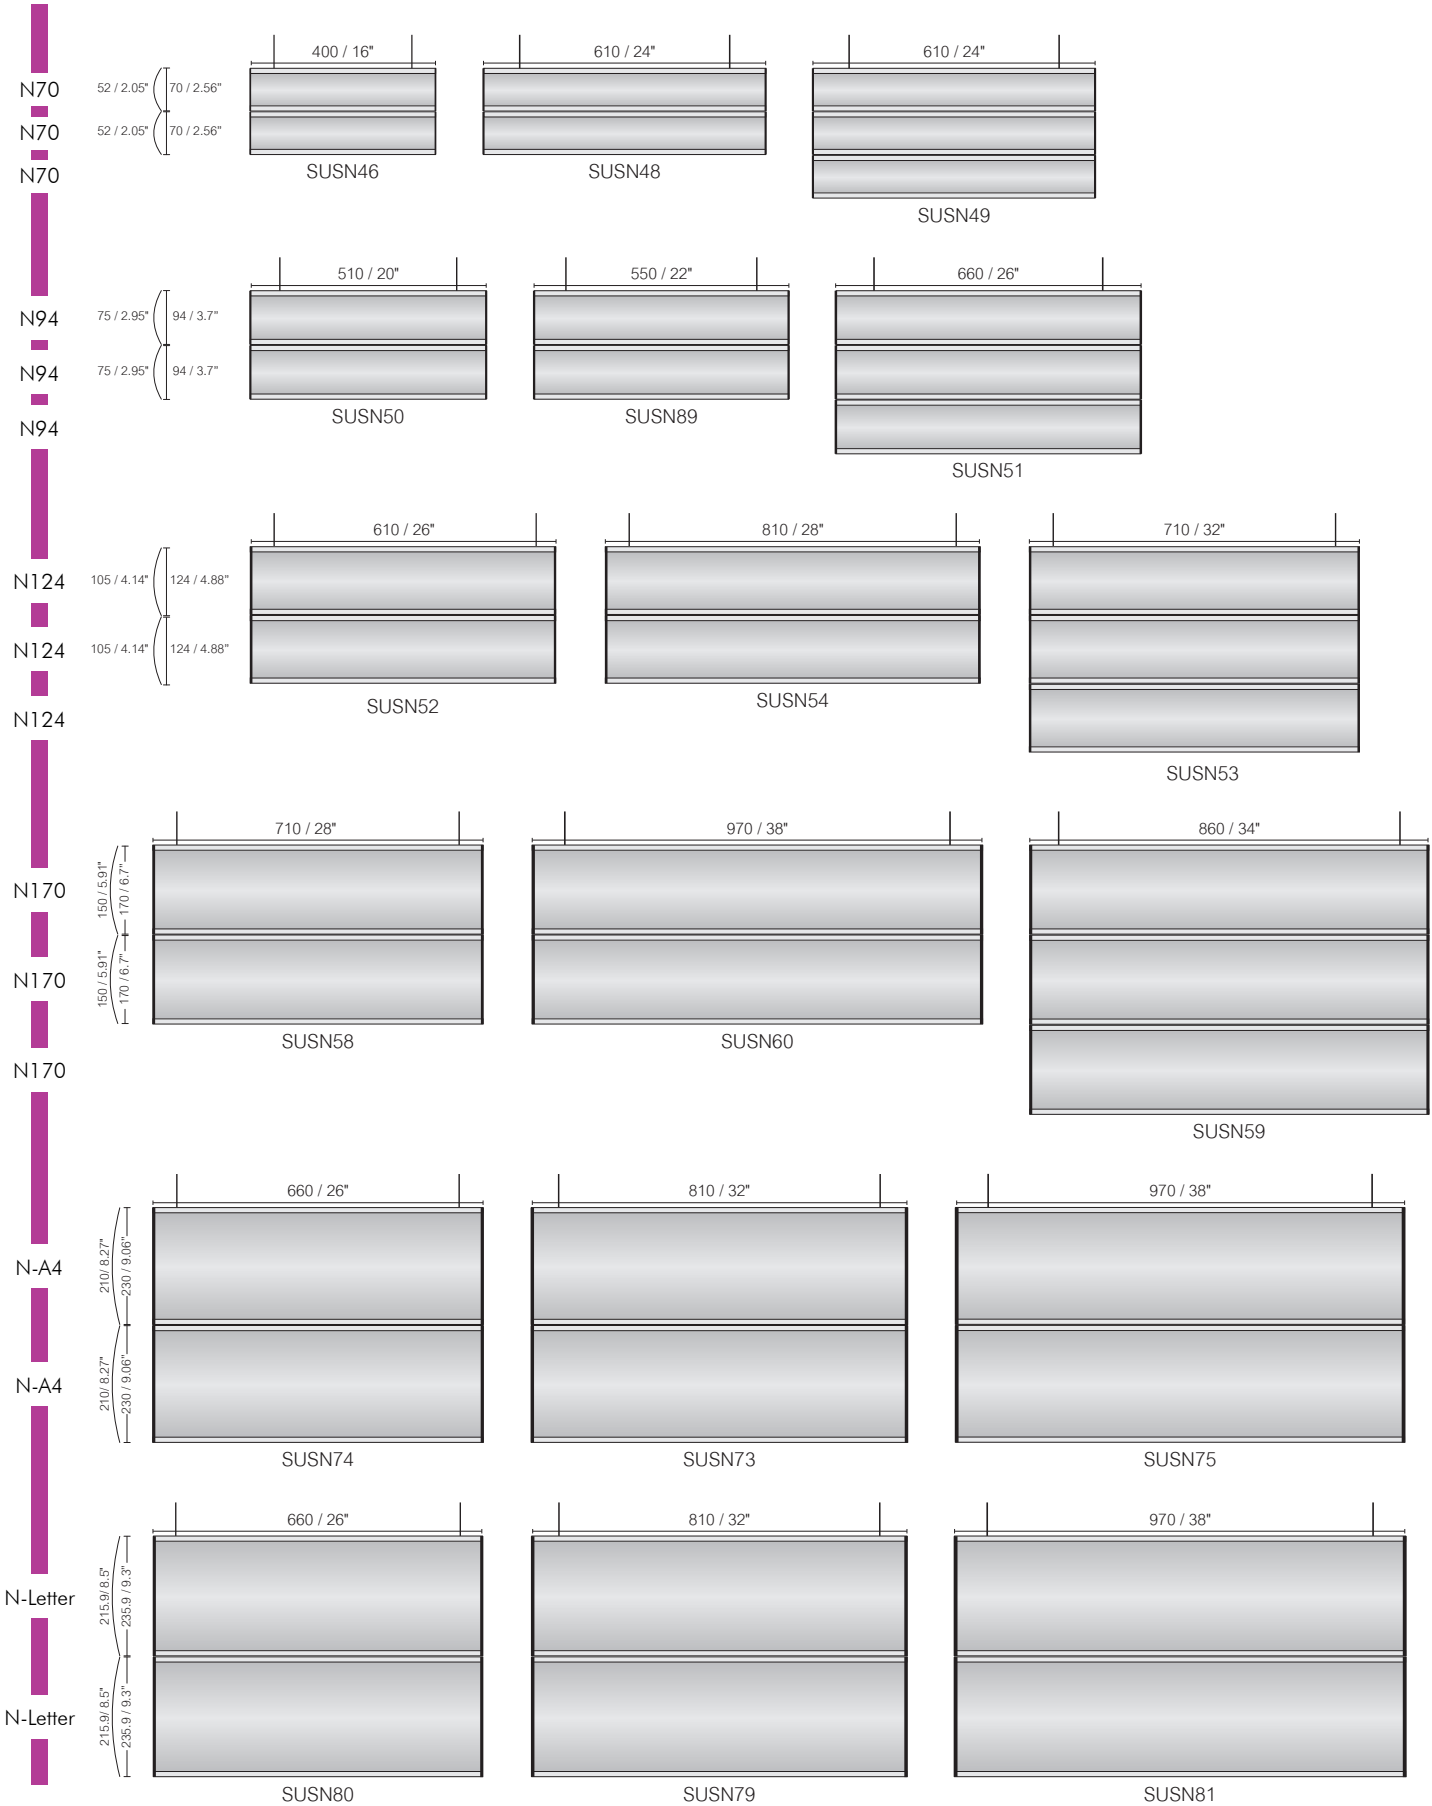 400 / 16"
610 / 24"
610 / 24"
N70
52 / 2.05"
70 / 2.56"
N70
52 / 2.05"
70 / 2.56"
N70
SUSN46
SUSN48
SUSN49
510 / 20"
550 / 22"
660 / 26"
N94
75 / 2.95"
94 / 3.7"
N94
75 / 2.95"
94 / 3.7"
N94
SUSN50
SUSN89
SUSN51
610 / 26"
810 / 28"
710 / 32"
N124
105 / 4.14"
124 / 4.88"
N124
105 / 4.14"
124 / 4.88"
N124
SUSN52
SUSN54
SUSN53
710 / 28"
970 / 38"
860 / 34"
N170
150 / 5.91"
170 / 6.7"
N170
150 / 5.91"
170 / 6.7"
N170
SUSN58
SUSN60
SUSN59
660 / 26"
810 / 32"
970 / 38"
N-A4
210/ 8.27"
230 / 9.06"
N-A4
210/ 8.27"
230 / 9.06"
SUSN74
SUSN73
SUSN75
660 / 26"
810 / 32"
970 / 38"
N-Letter
215.9/ 8.5"
235.9 / 9.3"
N-Letter
215.9/ 8.5"
235.9 / 9.3"
SUSN80
SUSN79
SUSN81